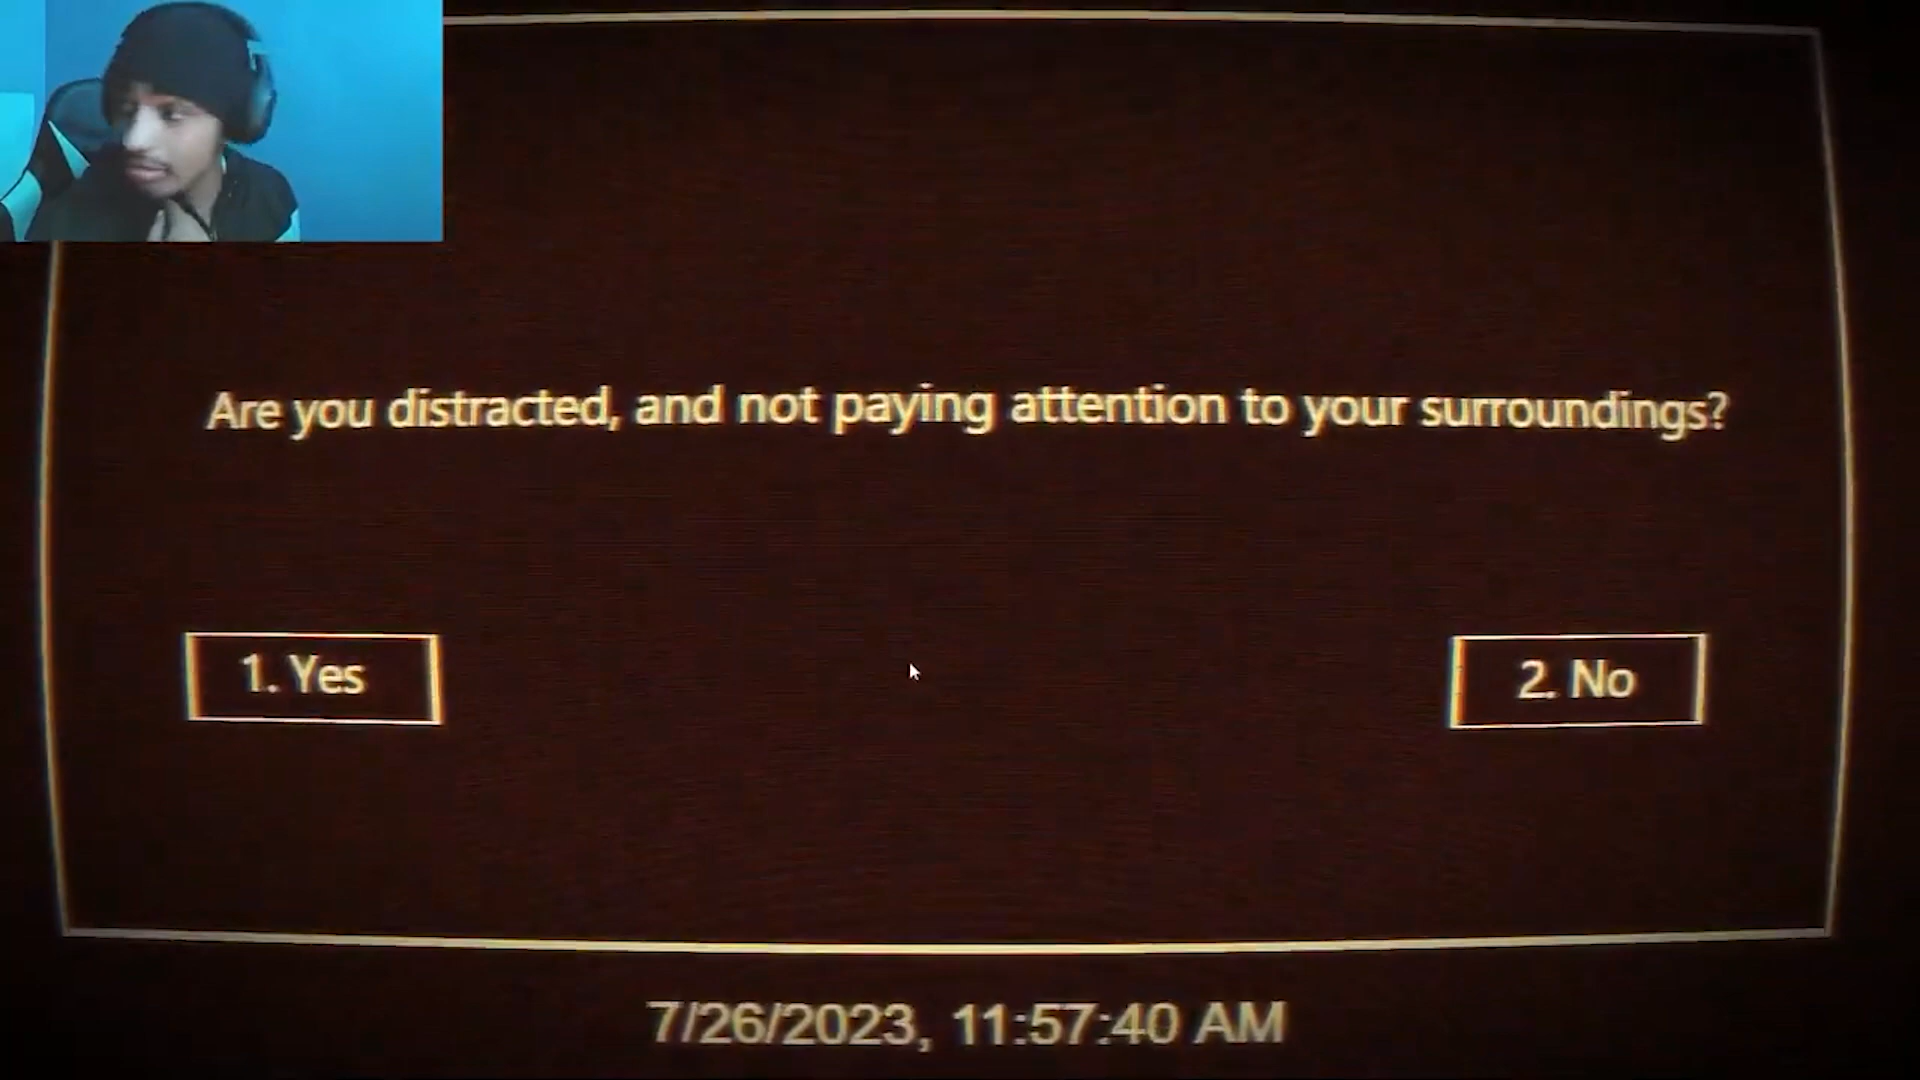 Are you distracted, and not paying attention to your surroundings?
1. Yes
2. No
7/26/2023, 11:57:40 AM